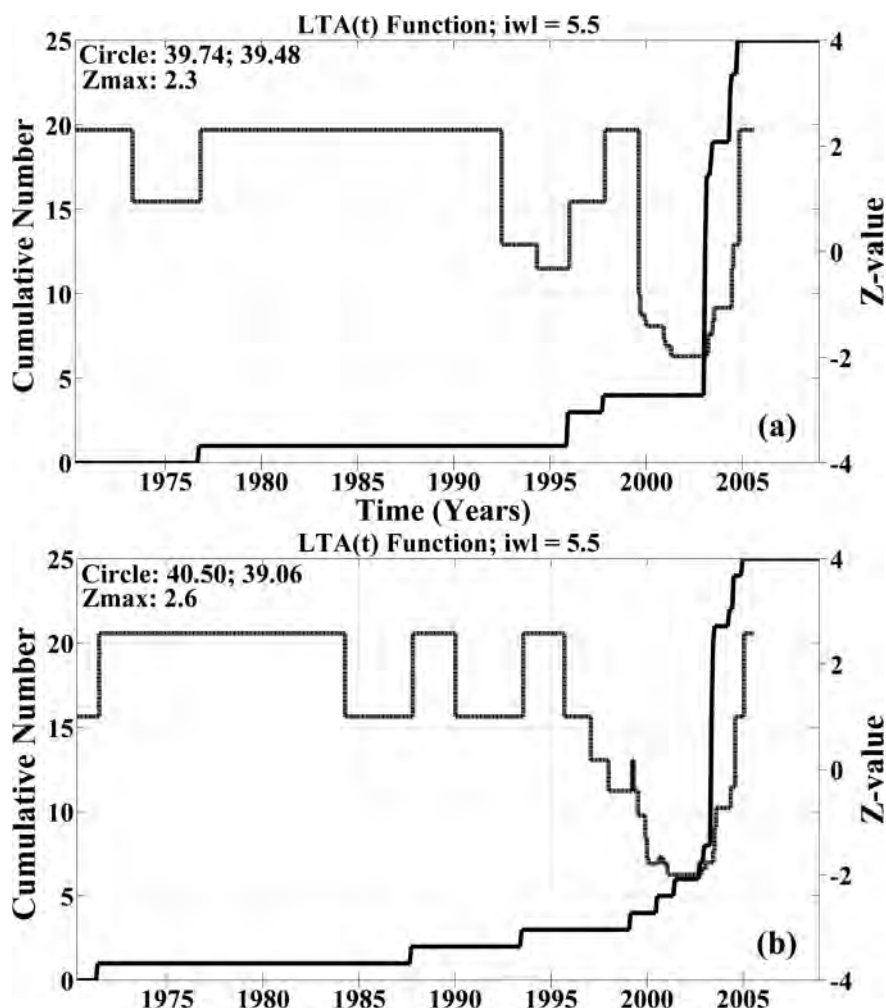 LTA(t) Function; iwl = 5.5
25
4
Circle: 39.74; 39.48
Zmax: 2.3
20
2
15
0
10
-2
5
(a)
0
-4
1975 1980 1985 1990 1995 2000 2005
Cumulative Number
Z-value
Time (Years)
LTA(t) Function; iwl = 5.5
25
4
Circle: 40.50; 39.06
Zmax: 2.6
20
2
15
0
10
-2
5
(b)
0
-4
1975 1980 1985 1990 1995 2000 2005
Cumulative Number
Z-value